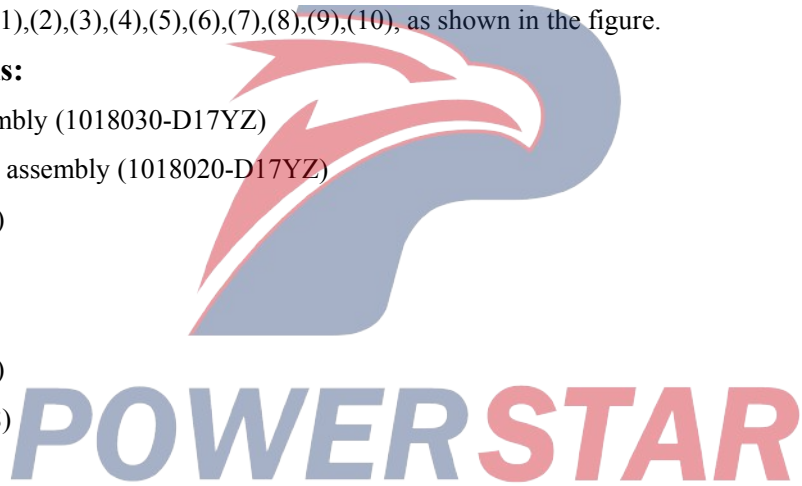 1),(2),(3),(4),(5),(6),(7),(8),(9),(10), as shown in the figure.
s:
mbly (1018030-D17YZ)
assembly (1018020-D17YZ)
)
)
)
POWERSTAR